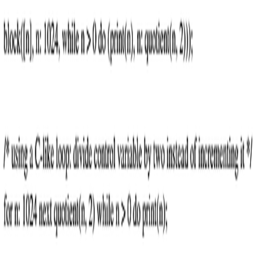 block([n], n: 1024, while n > 0 do (print(n), n: quotient(n, 2)));
/* using a C-like loop: divide control variable by two instead of incrementing it */
for n: 1024 next quotient(n, 2) while n > 0 do print(n);